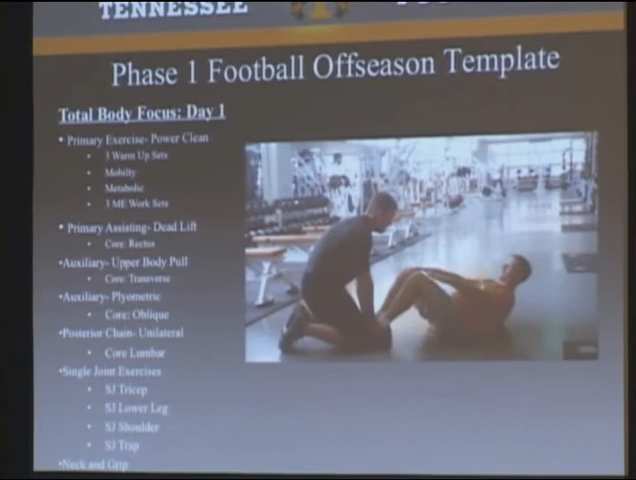 TENNESSEE
Phase 1 Football Offseason Template
Total Body Focus: Day 1
• Primary Exercise- Power Clean
• 3 Warm Up Sets
• Mobility
• Metabolic
• 3 ME Work Sets
• Primary Assisting- Dead Lift
• Core: Rectus
•Auxiliary- Upper Body Pull
• Core: Transverse
•Auxiliary- Plyometric
• Core: Oblique
•Posterior Chain- Unilateral
• Core Lumbar
•Single Joint Exercises
• SJ Tricep
• SJ Lower Leg
• SJ Shoulder
• SJ Trap
•Neck and Grip